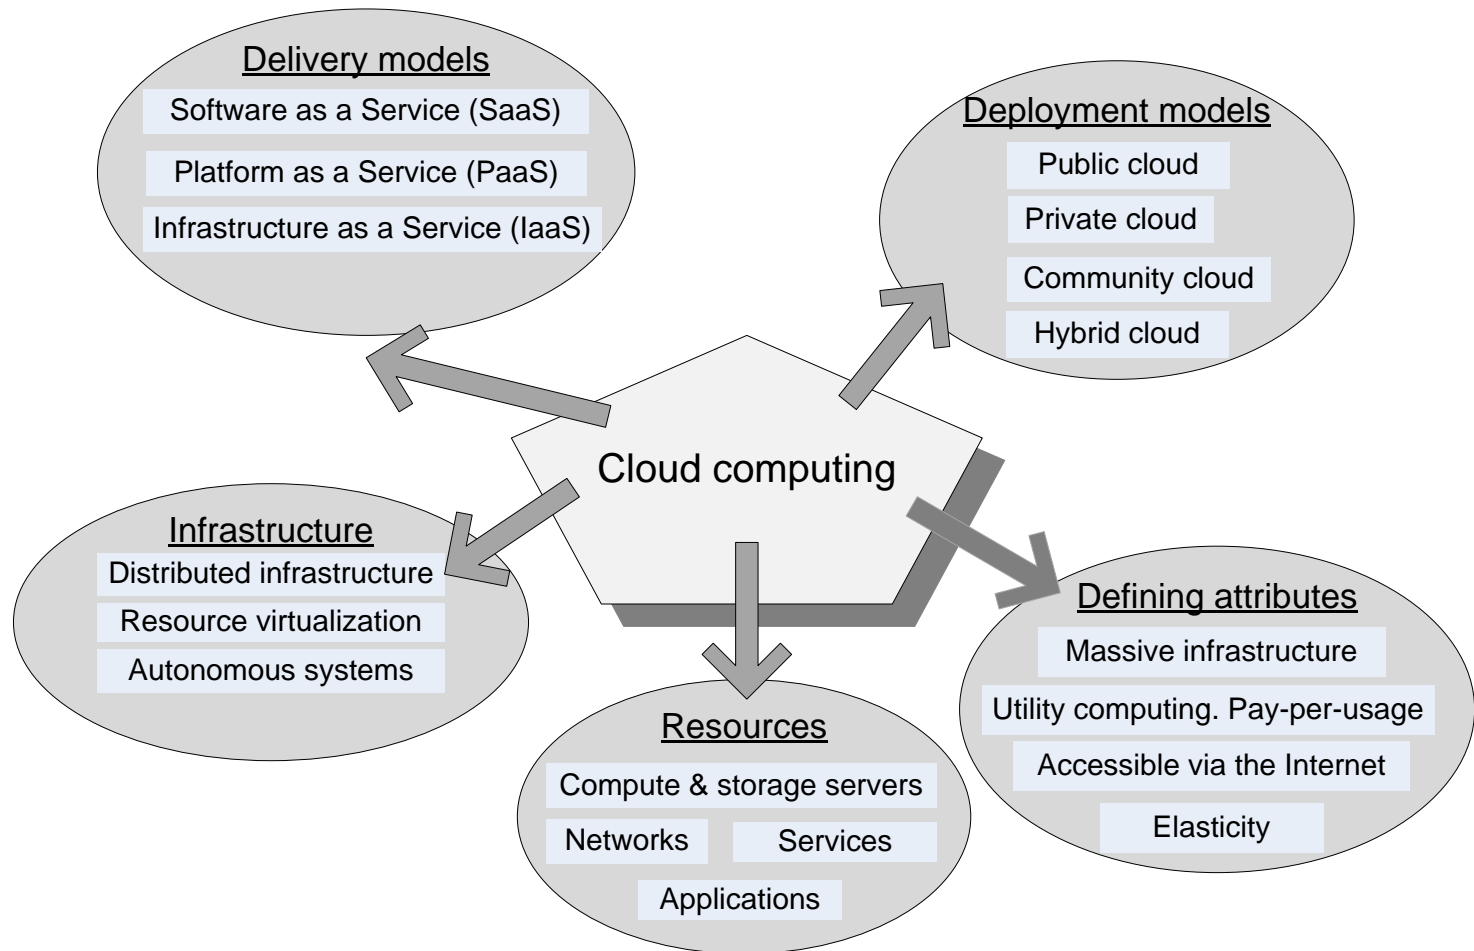 Delivery models
Software as a Service (SaaS)
Platform as a Service (PaaS)
Infrastructure as a Service (IaaS)
Deployment models
Public cloud
Private cloud
Community cloud
Hybrid cloud
Cloud computing
Infrastructure
Distributed infrastructure
Resource virtualization
Autonomous systems
Resources
Compute & storage servers
Networks Services
Applications
Defining attributes
Massive infrastructure
Utility computing. Pay-per-usage
Accessible via the Internet
Elasticity